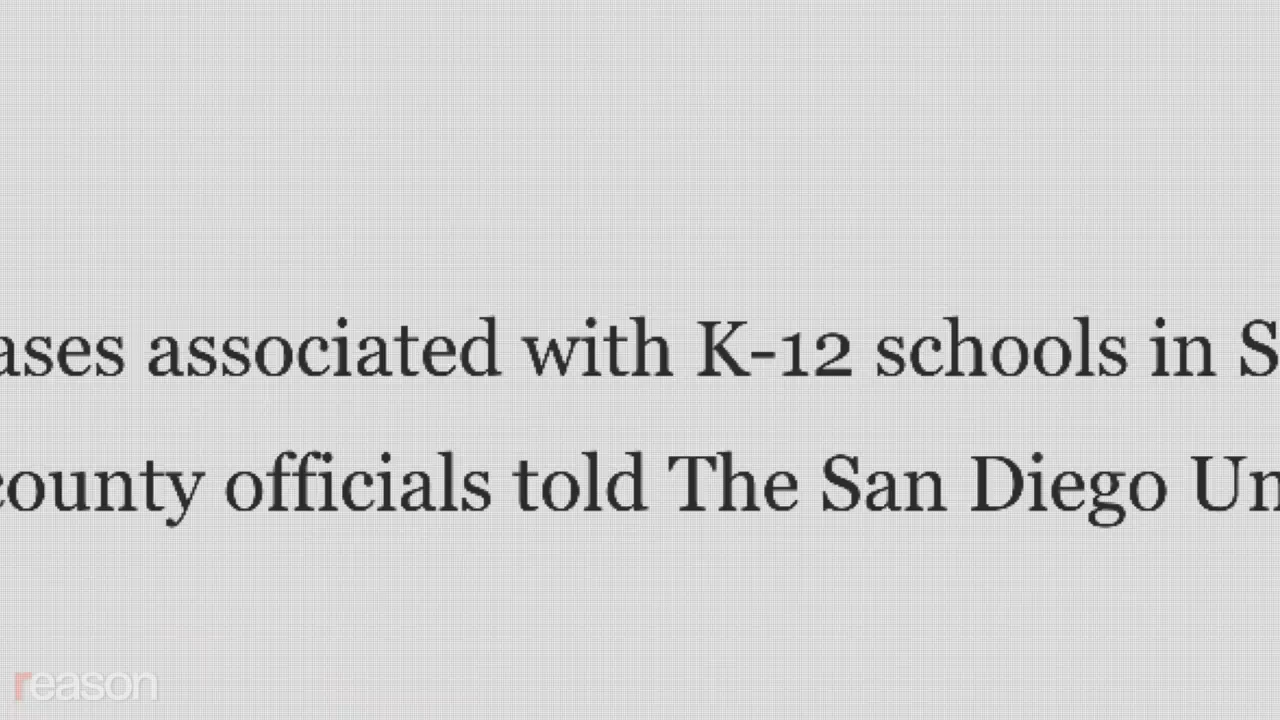 ases associated with K-12 schools in S
county officials told The San Diego Un
reason